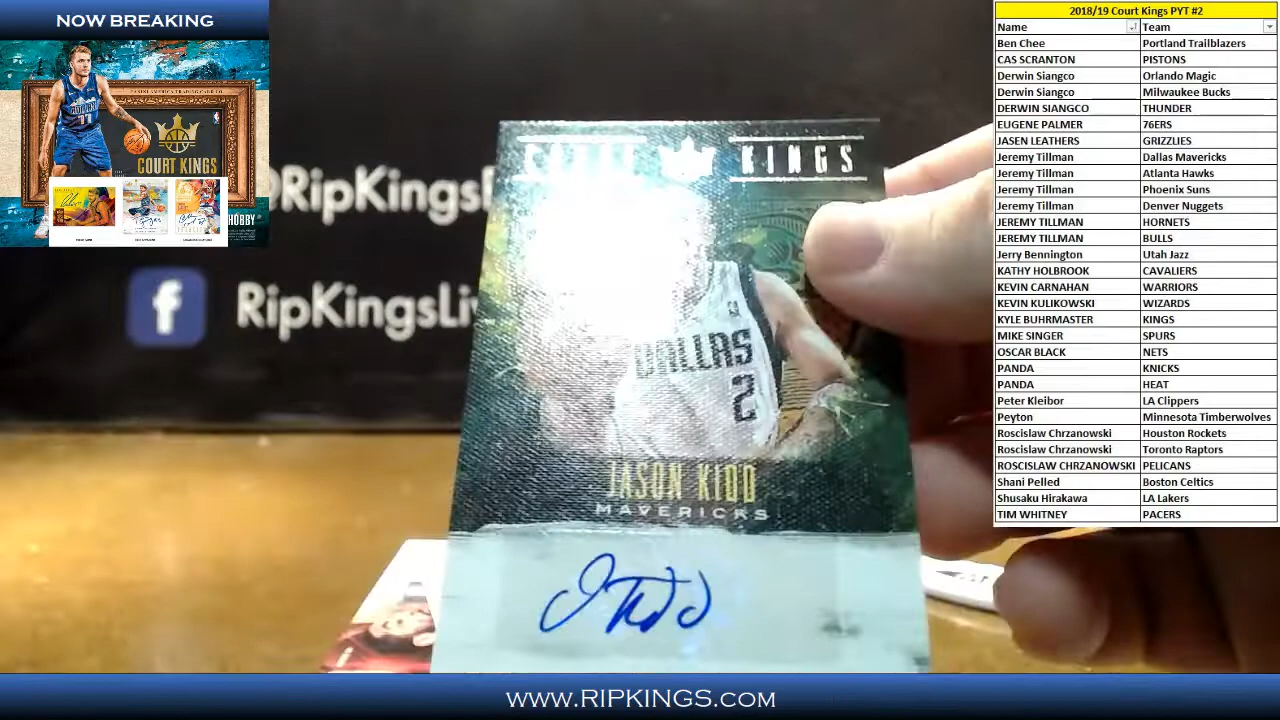 NOW BREAKING
PANINI AMERICA TRADING CARD CO.
COURT KINGS
HOBBY
RipKings
RipKingsLiv
KINGS
DALLAS
2
JASON KIDD
MAVERICKS
2018/19 Court Kings PYT #2
Name Team
Ben Chee Portland Trailblazers
CAS SCRANTON PISTONS
Derwin Siangco Orlando Magic
Derwin Siangco Milwaukee Bucks
DERWIN SIANGCO THUNDER
EUGENE PALMER 76ERS
JASEN LEATHERS GRIZZLIES
Jeremy Tillman Dallas Mavericks
Jeremy Tillman Atlanta Hawks
Jeremy Tillman Phoenix Suns
Jeremy Tillman Denver Nuggets
JEREMY TILLMAN HORNETS
JEREMY TILLMAN BULLS
Jerry Bennington Utah Jazz
KATHY HOLBROOK CAVALIERS
KEVIN CARNAHAN WARRIORS
KEVIN KULIKOWSKI WIZARDS
KYLE BUHRMASTER KINGS
MIKE SINGER SPURS
OSCAR BLACK NETS
PANDA KNICKS
PANDA HEAT
Peter Kleibor LA Clippers
Peyton Minnesota Timberwolves
Roscislaw Chrzanowski Houston Rockets
Roscislaw Chrzanowski Toronto Raptors
ROSCISLAW CHRZANOWSKI PELICANS
Shani Pelled Boston Celtics
Shusaku Hirakawa LA Lakers
TIM WHITNEY PACERS
WWW.RIPKINGS.COM